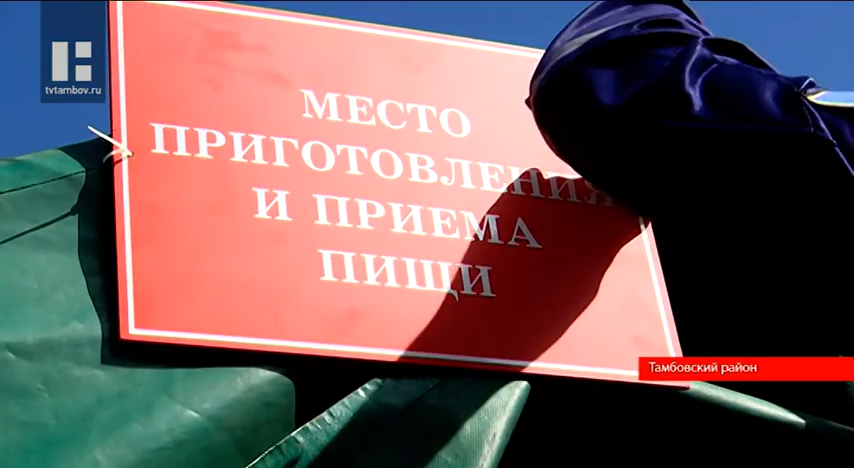 tvtambov.ru
МЕСТО
ПРИГОТОВЛЕНИЯ
И ПРИЕМА
ПИЩИ
Тамбовский район